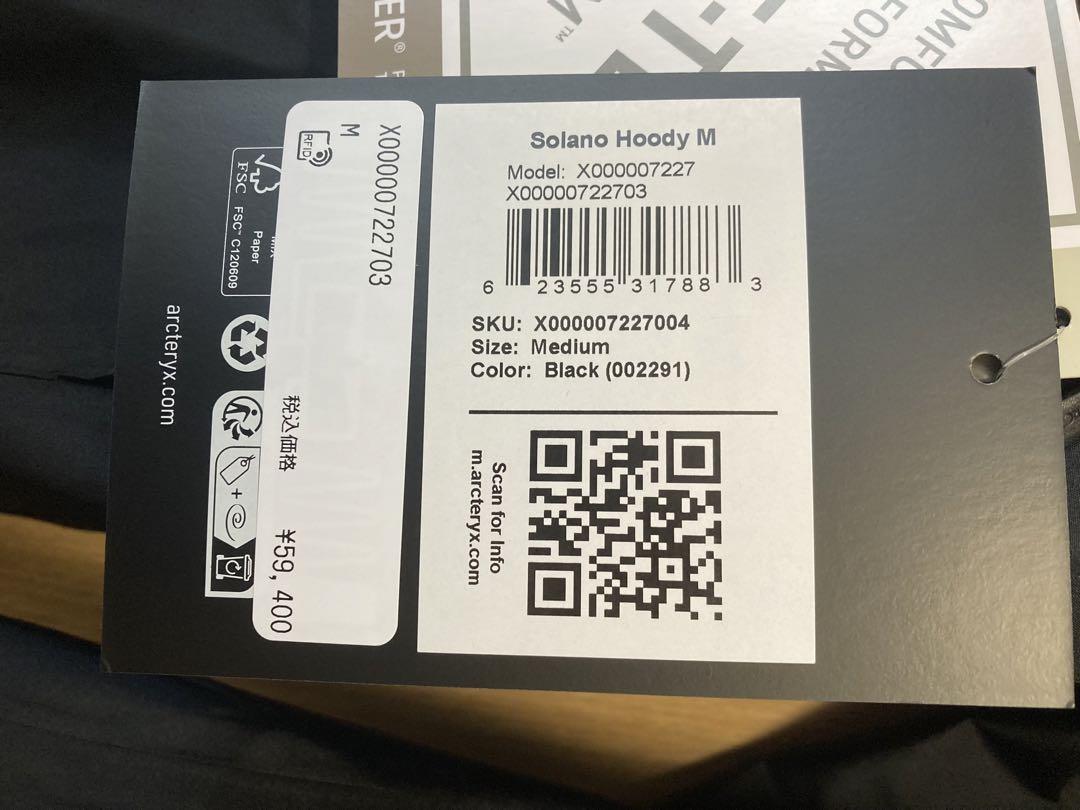 Solano Hoody M
Model: X000007227
X00000722703
6 23555 31788 3
SKU: X000007227004
Size: Medium
Color: Black (002291)
Scan for Info
m.arcteryx.com
X00000722703
M
RFID
税込価格 ¥59,400
FSC
Paper
FSC™ C120609
arcteryx.com